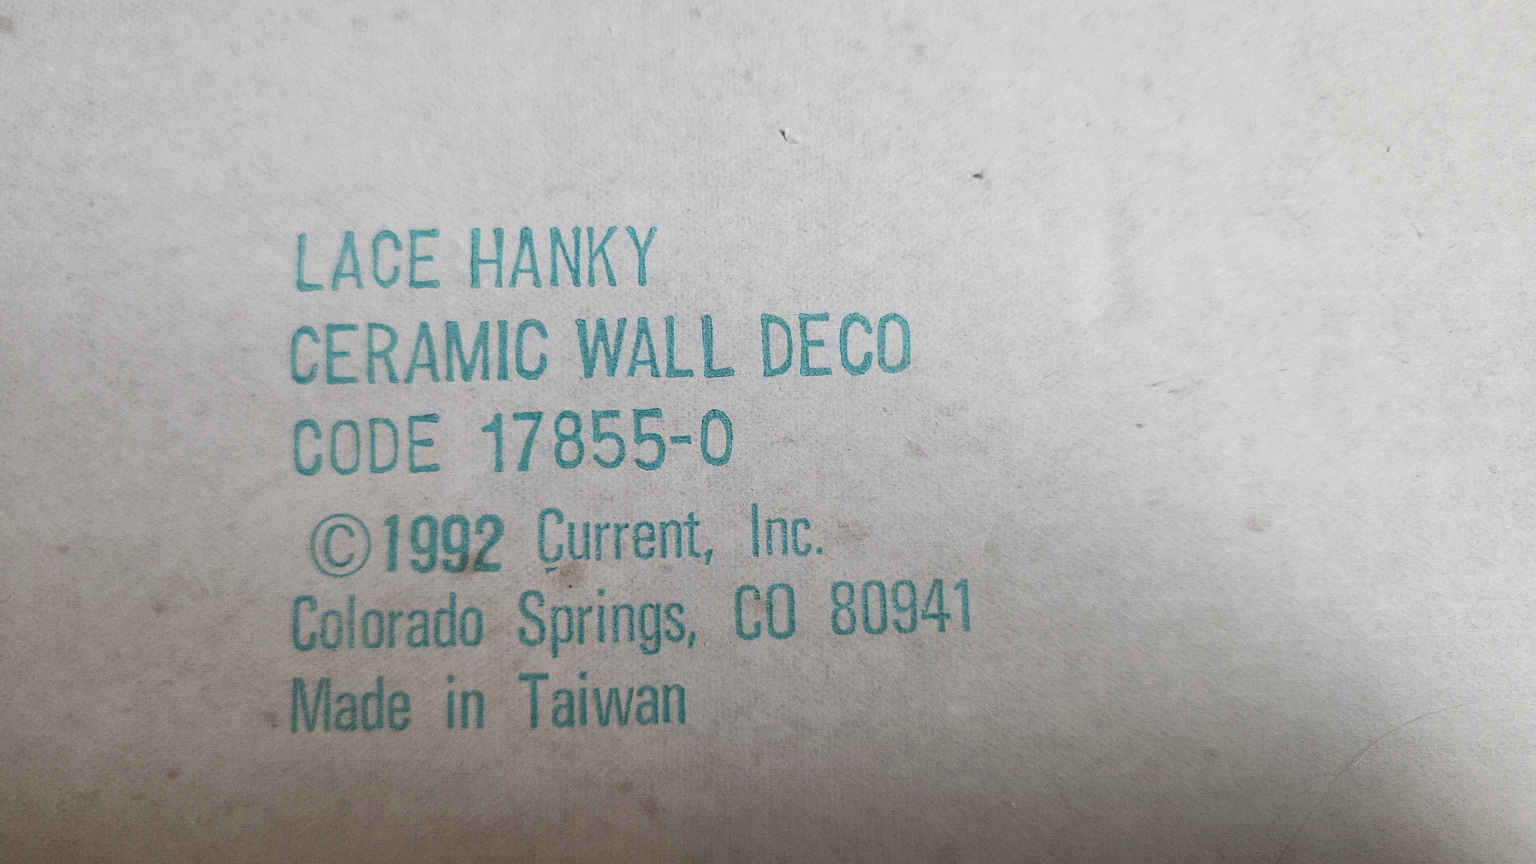 LACE HANKY
CERAMIC WALL DECO
CODE 17855-0
©1992 Current, Inc.
Colorado Springs, CO 80941
Made in Taiwan